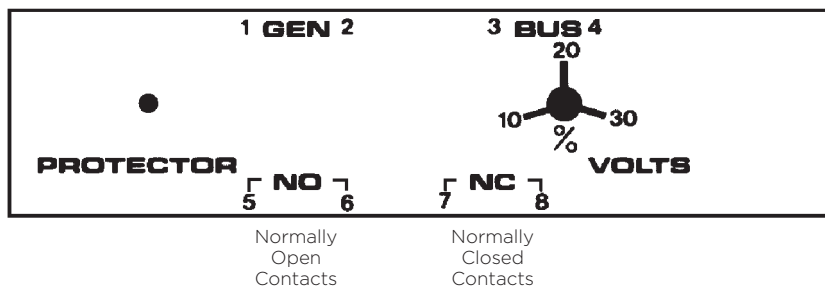 1 GEN 2
3 BUS 4
20
10
30
%
PROTECTOR
VOLTS
NO
5
6
NC
7
8
Normally
Open
Contacts
Normally
Closed
Contacts